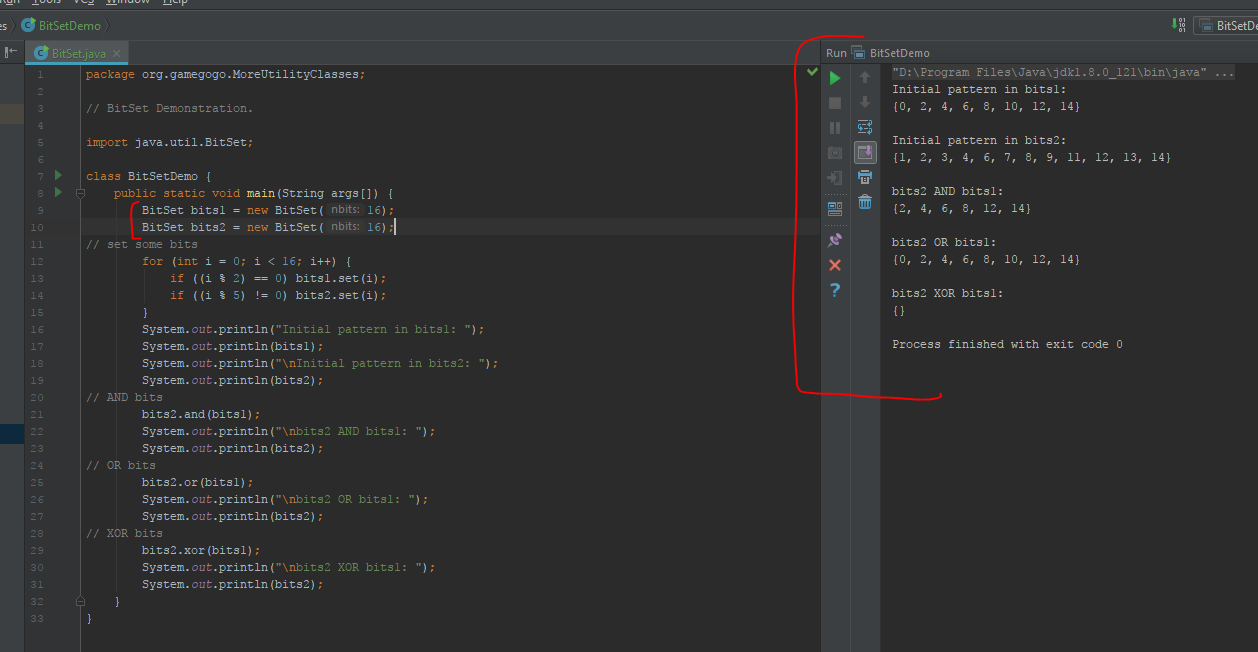 Tools VCS Window Help
es BitSetDemo
BitSetDe
BitSet.java
Run BitSetDemo
1 package org.gamegogo.MoreUtilityClasses;
2
3 // BitSet Demonstration.
4
5 import java.util.BitSet;
6
7 class BitSetDemo {
8 public static void main(String args[]) {
9 BitSet bits1 = new BitSet( nbits: 16);
10 BitSet bits2 = new BitSet( nbits: 16);
11 // set some bits
12 for (int i = 0; i < 16; i++) {
13 if ((i % 2) == 0) bits1.set(i);
14 if ((i % 5) != 0) bits2.set(i);
15 }
16 System.out.println("Initial pattern in bits1: ");
17 System.out.println(bits1);
18 System.out.println("\nInitial pattern in bits2: ");
19 System.out.println(bits2);
20 // AND bits
21 bits2.and(bits1);
22 System.out.println("\nbits2 AND bits1: ");
23 System.out.println(bits2);
24 // OR bits
25 bits2.or(bits1);
26 System.out.println("\nbits2 OR bits1: ");
27 System.out.println(bits2);
28 // XOR bits
29 bits2.xor(bits1);
30 System.out.println("\nbits2 XOR bits1: ");
31 System.out.println(bits2);
32 }
33 }
"D:\Program Files\Java\jdk1.8.0_121\bin\java" ...
Initial pattern in bits1:
{0, 2, 4, 6, 8, 10, 12, 14}
Initial pattern in bits2:
{1, 2, 3, 4, 6, 7, 8, 9, 11, 12, 13, 14}
bits2 AND bits1:
{2, 4, 6, 8, 12, 14}
bits2 OR bits1:
{0, 2, 4, 6, 8, 10, 12, 14}
bits2 XOR bits1:
{}
Process finished with exit code 0